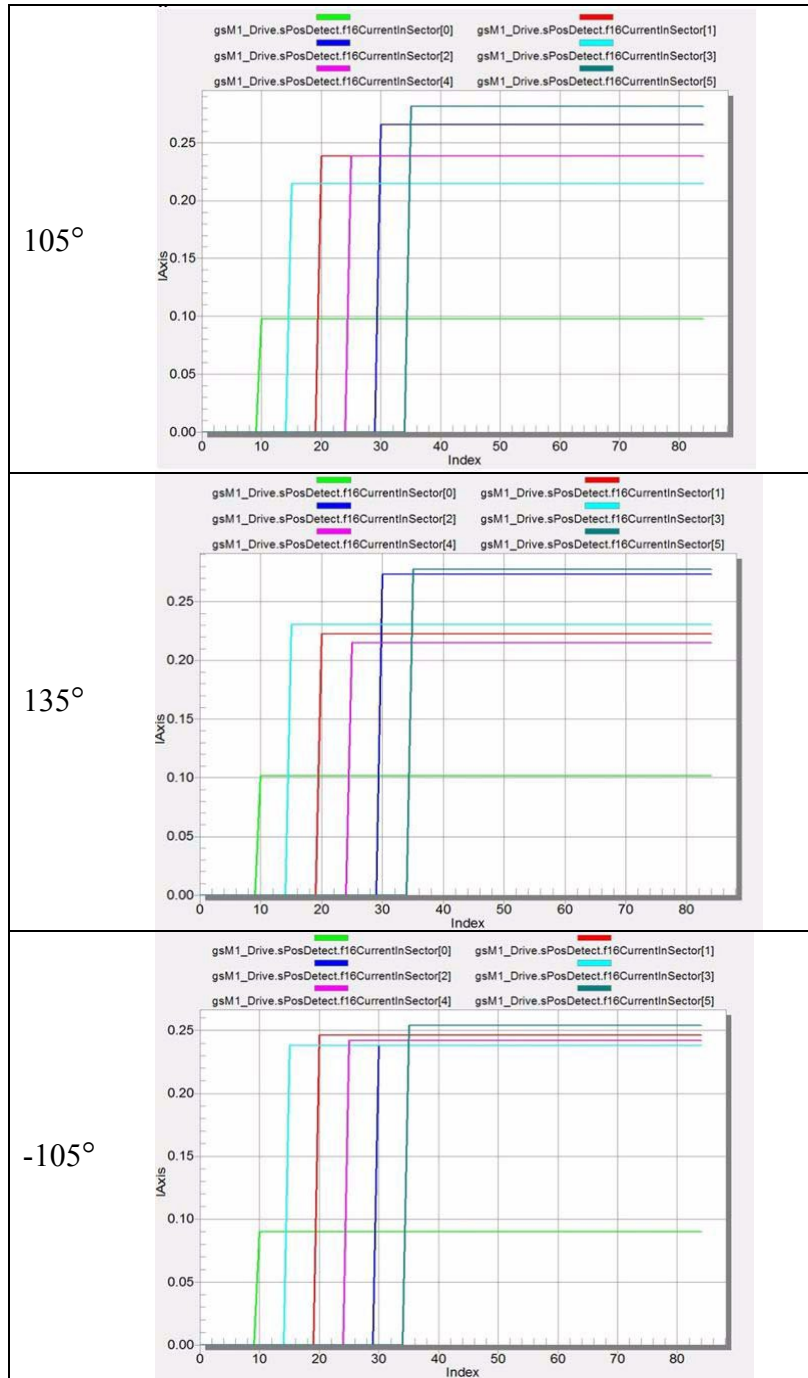 105°
gsM1_Drive.sPosDetect.f16CurrentInSector[0] gsM1_Drive.sPosDetect.f16CurrentInSector[1]
gsM1_Drive.sPosDetect.f16CurrentInSector[2] gsM1_Drive.sPosDetect.f16CurrentInSector[3]
gsM1_Drive.sPosDetect.f16CurrentInSector[4] gsM1_Drive.sPosDetect.f16CurrentInSector[5]
0.25
0.20
0.15
0.10
0.05
0.00
IAxis
0 10 20 30 40 50 60 70 80
Index
135°
gsM1_Drive.sPosDetect.f16CurrentInSector[0] gsM1_Drive.sPosDetect.f16CurrentInSector[1]
gsM1_Drive.sPosDetect.f16CurrentInSector[2] gsM1_Drive.sPosDetect.f16CurrentInSector[3]
gsM1_Drive.sPosDetect.f16CurrentInSector[4] gsM1_Drive.sPosDetect.f16CurrentInSector[5]
0.25
0.20
0.15
0.10
0.05
0.00
IAxis
0 10 20 30 40 50 60 70 80
Index
-105°
gsM1_Drive.sPosDetect.f16CurrentInSector[0] gsM1_Drive.sPosDetect.f16CurrentInSector[1]
gsM1_Drive.sPosDetect.f16CurrentInSector[2] gsM1_Drive.sPosDetect.f16CurrentInSector[3]
gsM1_Drive.sPosDetect.f16CurrentInSector[4] gsM1_Drive.sPosDetect.f16CurrentInSector[5]
0.25
0.20
0.15
0.10
0.05
0.00
IAxis
0 10 20 30 40 50 60 70 80
Index